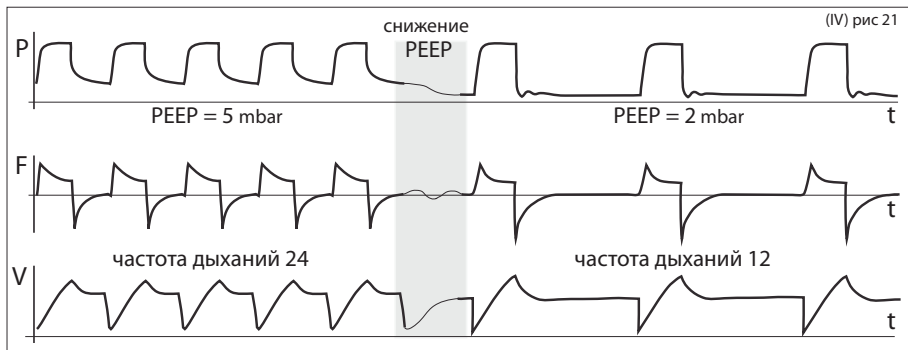 (IV) рис 21
снижение
PEEP
P
PEEP = 5 mbar
PEEP = 2 mbar
t
F
t
частота дыханий 24
частота дыханий 12
V
t